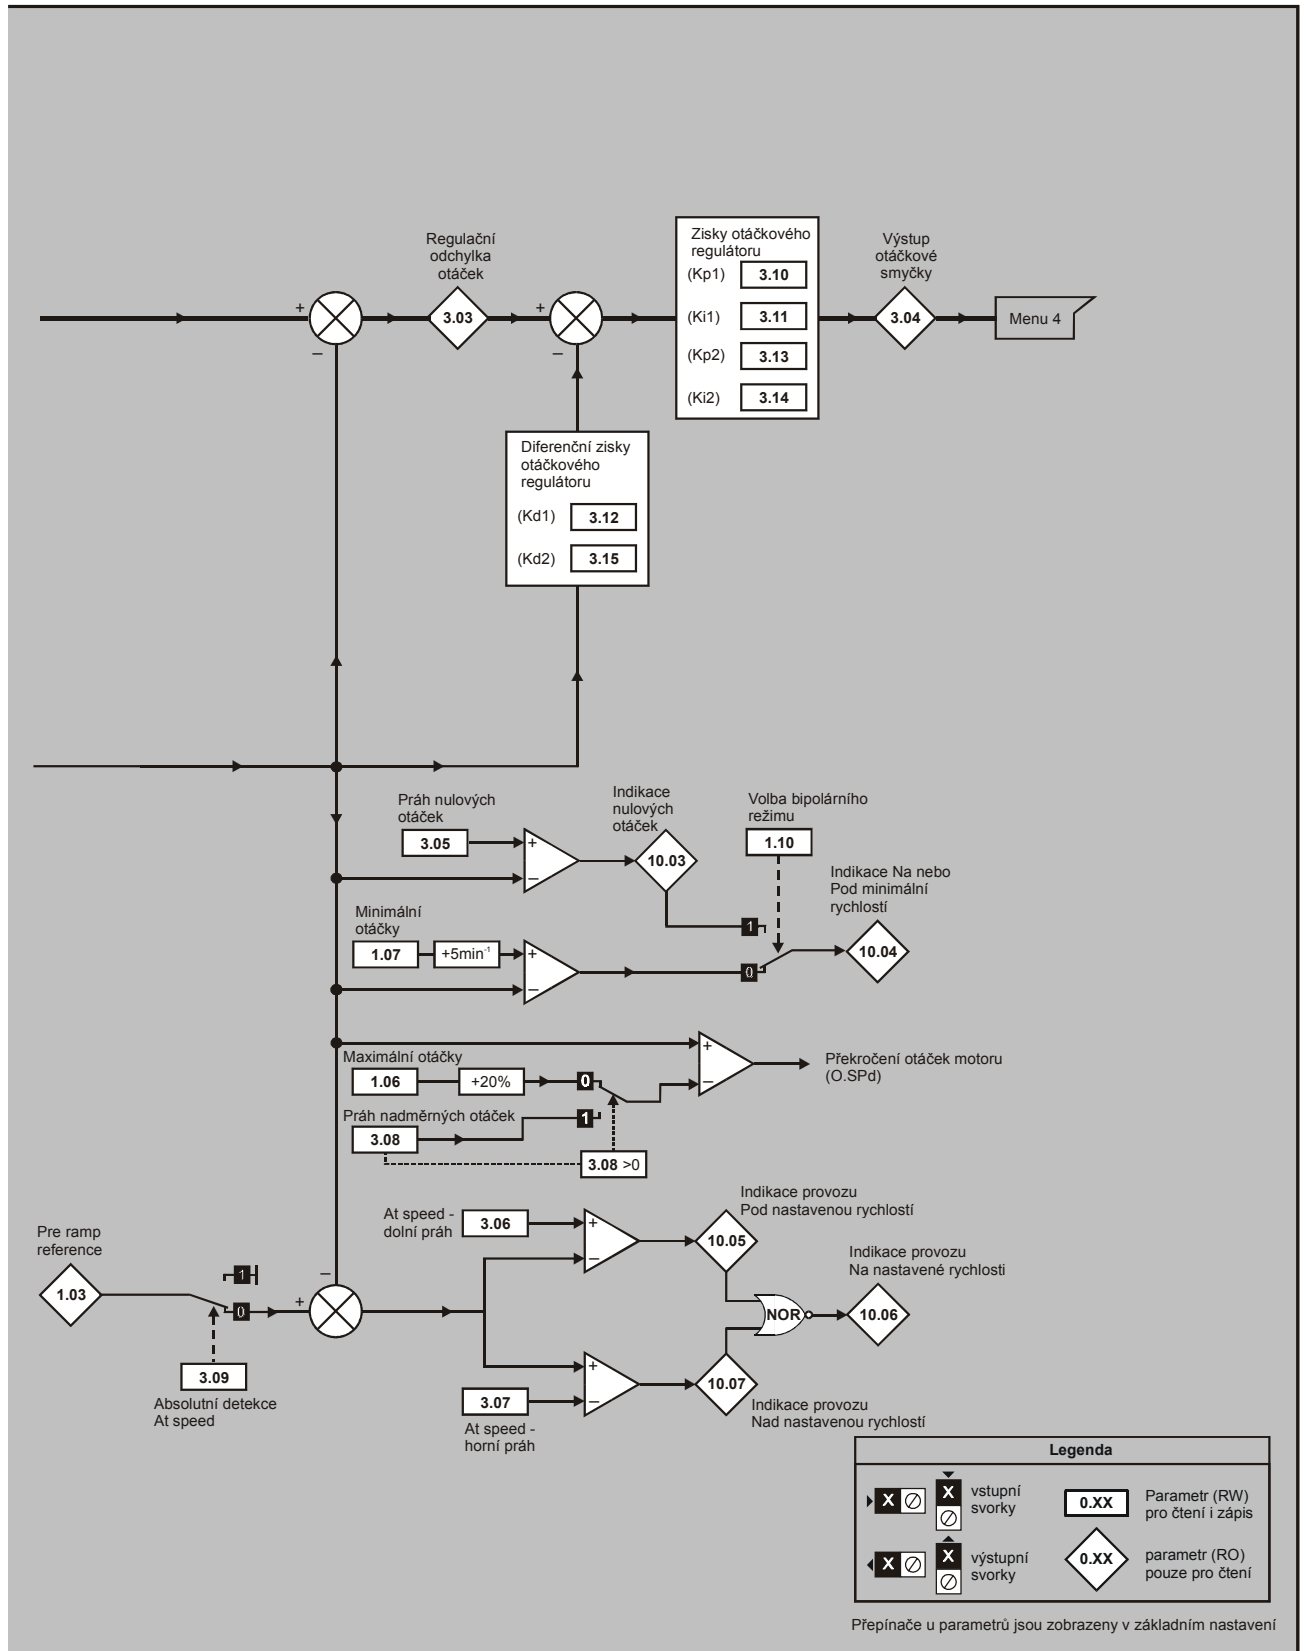 Regulační
odchylka
otáček
3.03
+
−
+
−
Zisky otáčkového
regulátoru
(Kp1) 3.10
(Ki1) 3.11
(Kp2) 3.13
(Ki2) 3.14
Výstup
otáčkové
smyčky
3.04
Menu 4
Diferenční zisky
otáčkového
regulátoru
(Kd1) 3.12
(Kd2) 3.15
Práh nulových
otáček
3.05
+
−
Indikace
nulových
otáček
10.03
Volba bipolárního
režimu
1.10
1
0
Indikace Na nebo
Pod minimální
rychlostí
10.04
Minimální
otáčky
1.07
+5min-1
+
−
Maximální otáčky
1.06
+20%
0
1
Práh nadměrných otáček
3.08
3.08 >0
+
−
Překročení otáček motoru
(O.SPd)
Pre ramp
reference
1.03
1
0
3.09
Absolutní detekce
At speed
−
+
At speed -
dolní práh
3.06
+
−
Indikace provozu
Pod nastavenou rychlostí
10.05
NOR
Indikace provozu
Na nastavené rychlosti
10.06
+
−
3.07
At speed -
horní práh
10.07
Indikace provozu
Nad nastavenou rychlostí
Legenda
X
X
vstupní
svorky
0.XX
Parametr (RW)
pro čtení i zápis
X
X
výstupní
svorky
0.XX
parametr (RO)
pouze pro čtení
Přepínače u parametrů jsou zobrazeny v základním nastavení